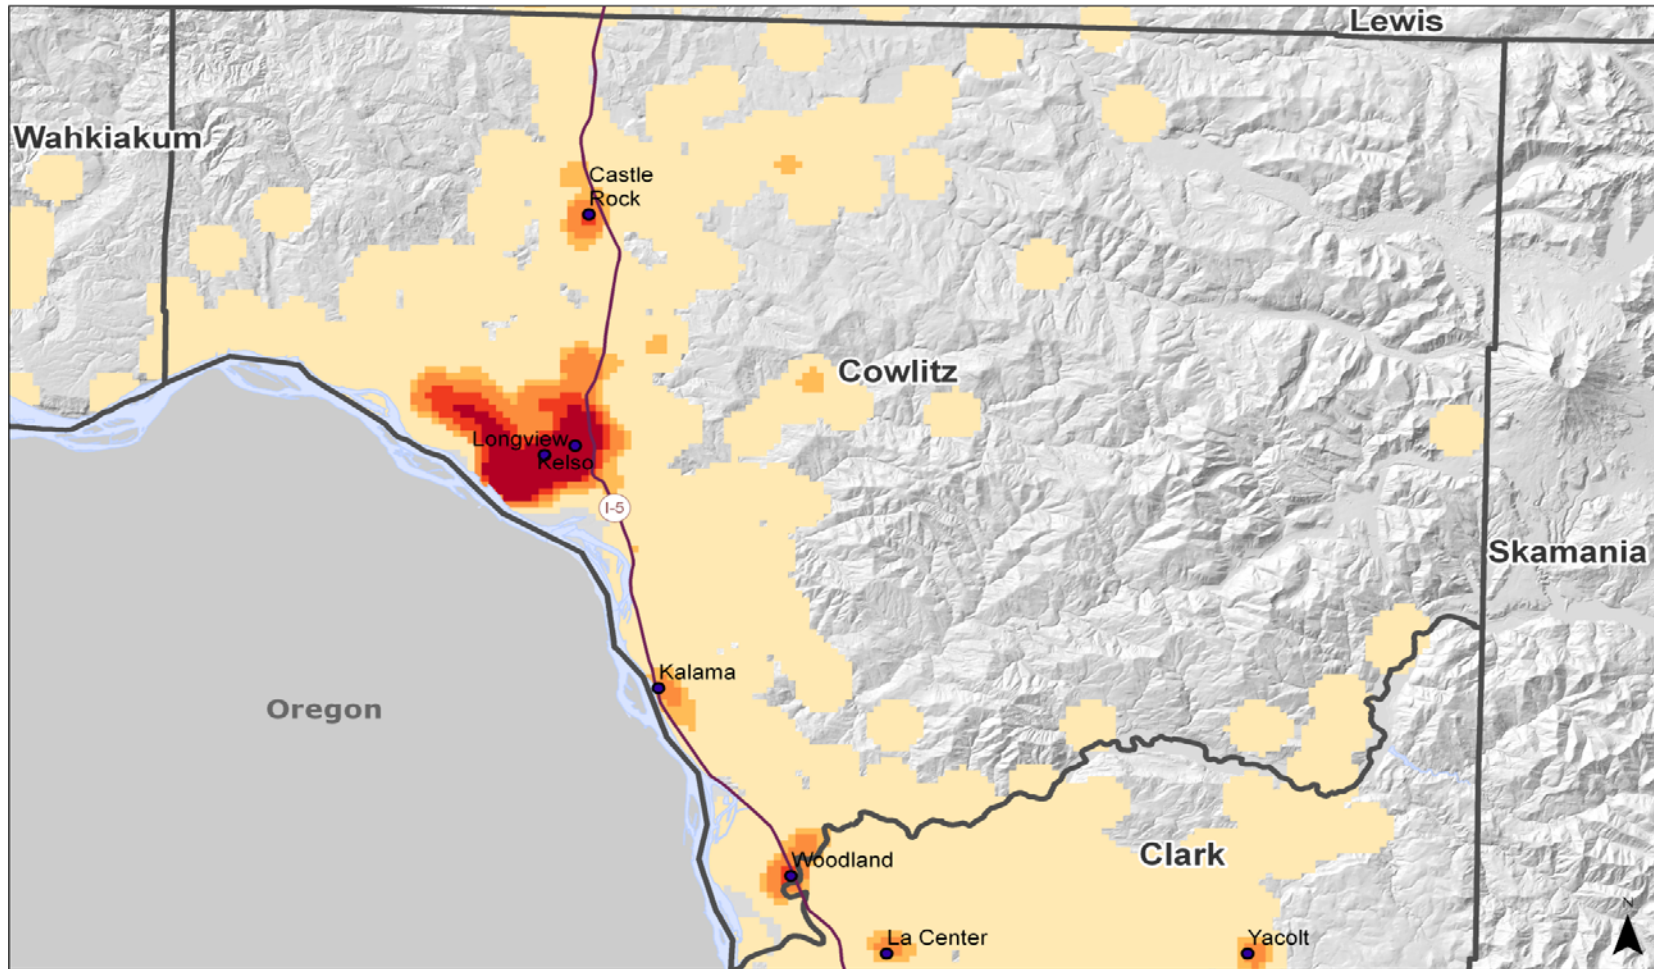 Lewis
Wahkiakum
Castle
Rock
Cowlitz
Longview
Kelso
I-5
Skamania
Kalama
Oregon
Clark
Woodland
N
La Center
Yacolt